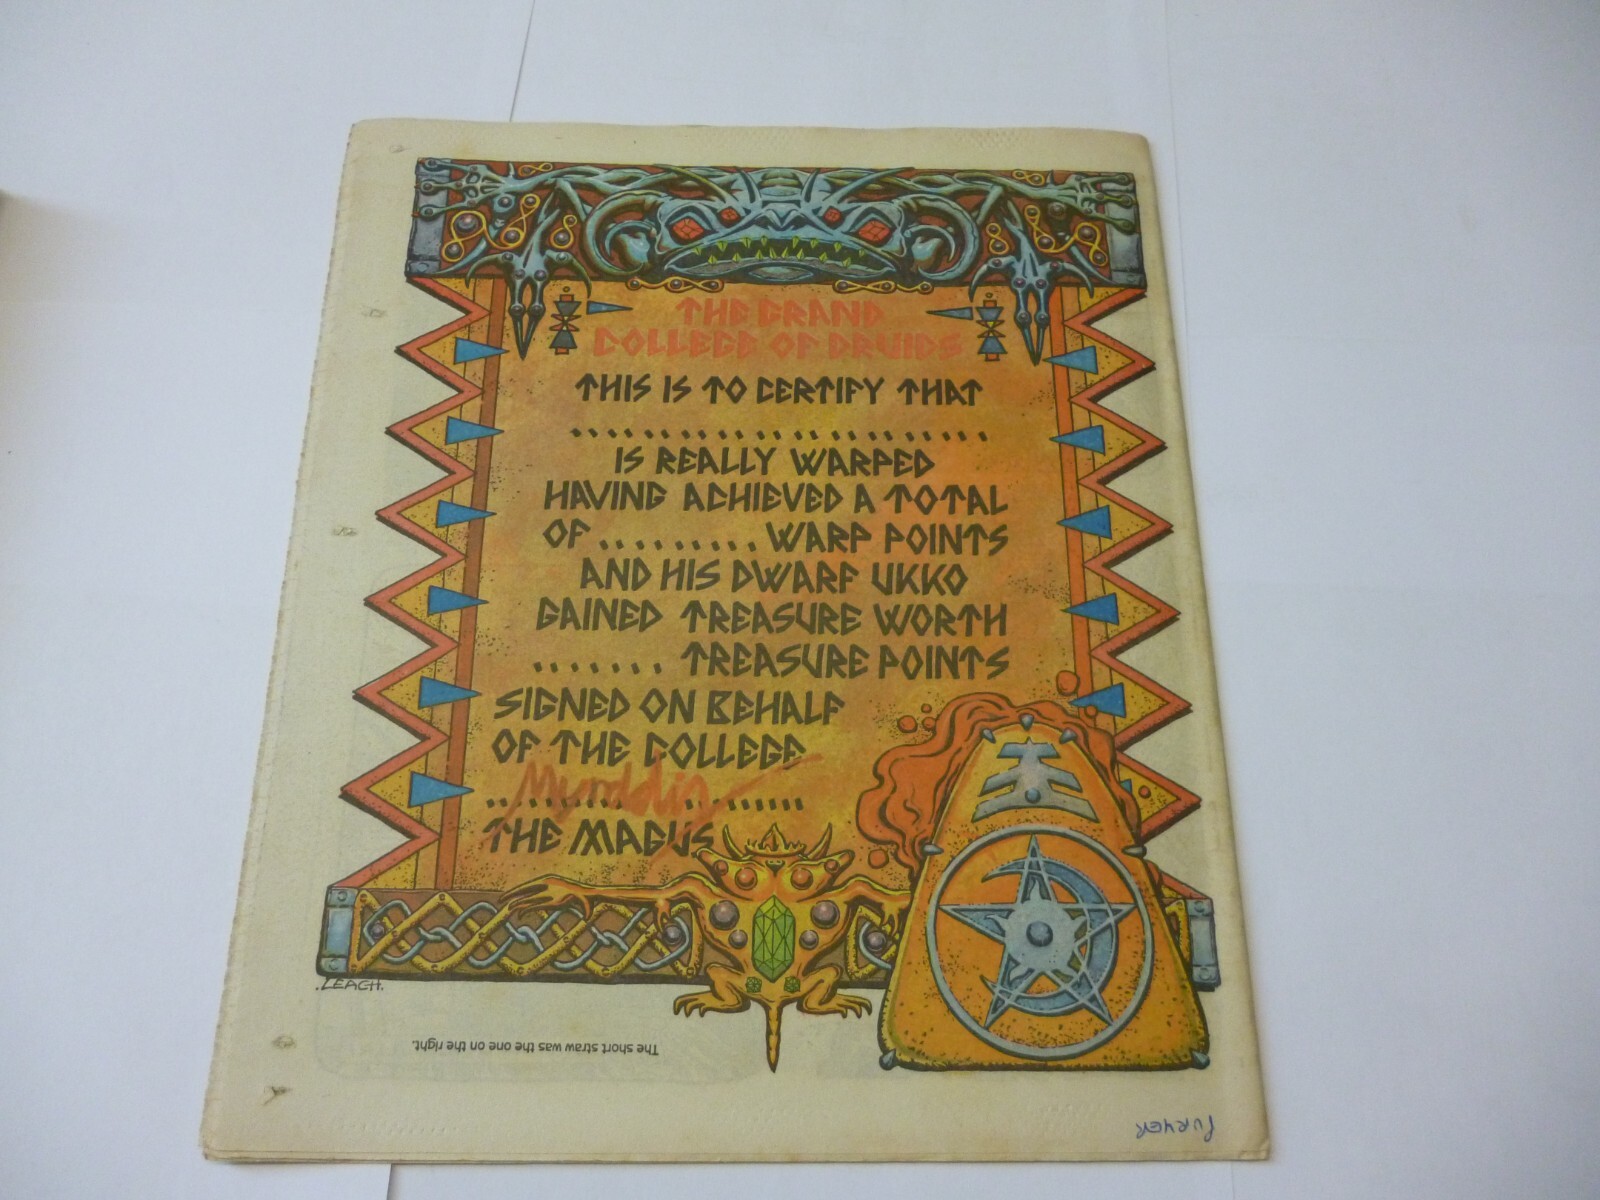 THE GRAND
COLLEGE OF DRUIDS
THIS IS TO CERTIFY THAT
........................
IS REALLY WARPED
HAVING ACHIEVED A TOTAL
OF ......... WARP POINTS
AND HIS DWARF UKKO
GAINED TREASURE WORTH
....... TREASURE POINTS
SIGNED ON BEHALF
OF THE COLLEGE
Myrddin
THE MAGUS
.LEACH.
The short straw was the one on the right.